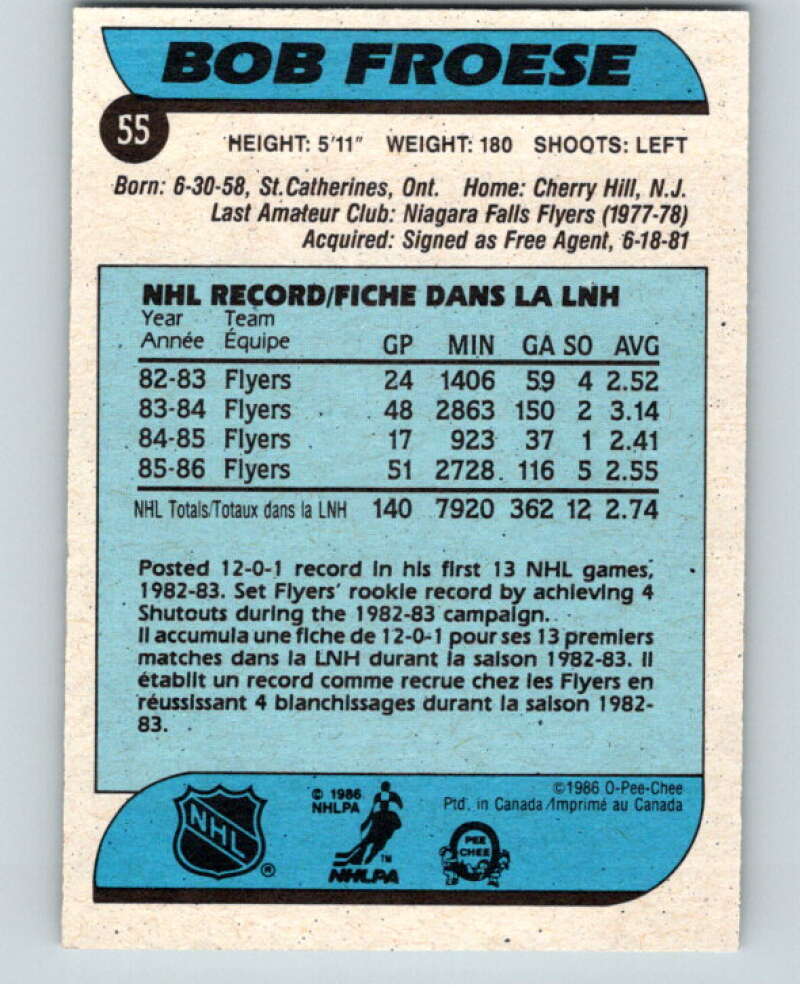 BOB FROESE
55
HEIGHT: 5'11" WEIGHT: 180 SHOOTS: LEFT
Born: 6-30-58, St.Catherines, Ont. Home: Cherry Hill, N.J.
Last Amateur Club: Niagara Falls Flyers (1977-78)
Acquired: Signed as Free Agent, 6-18-81
NHL RECORD/FICHE DANS LA LNH
Year Team
Année Équipe GP MIN GA SO AVG
82-83 Flyers 24 1406 59 4 2.52
83-84 Flyers 48 2863 150 2 3.14
84-85 Flyers 17 923 37 1 2.41
85-86 Flyers 51 2728 116 5 2.55
NHL Totals/Totaux dans la LNH 140 7920 362 12 2.74
Posted 12-0-1 record in his first 13 NHL games,
1982-83. Set Flyers' rookie record by achieving 4
Shutouts during the 1982-83 campaign.
Il accumula une fiche de 12-0-1 pour ses 13 premiers
matches dans la LNH durant la saison 1982-83. Il
établit un record comme recrue chez les Flyers en
réussissant 4 blanchissages durant la saison 1982-
83.
NHL ®
© 1986
NHLPA
TM
NHLPA
PEE
CHEE
©1986 O-Pee-Chee
Ptd. in Canada/Imprimé au Canada